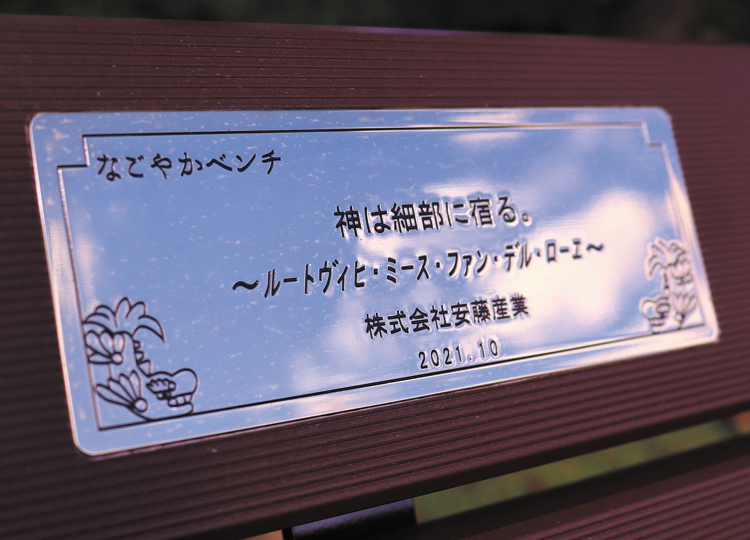 なごやかベンチ
神は細部に宿る。
～ルートヴィヒ・ミース・ファン・デル・ローエ～
株式会社安藤産業
2021.10